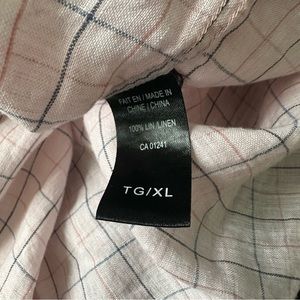 FAIT EN / MADE IN
CHINE / CHINA
100% LIN / LINEN
CA 01241
TG/XL